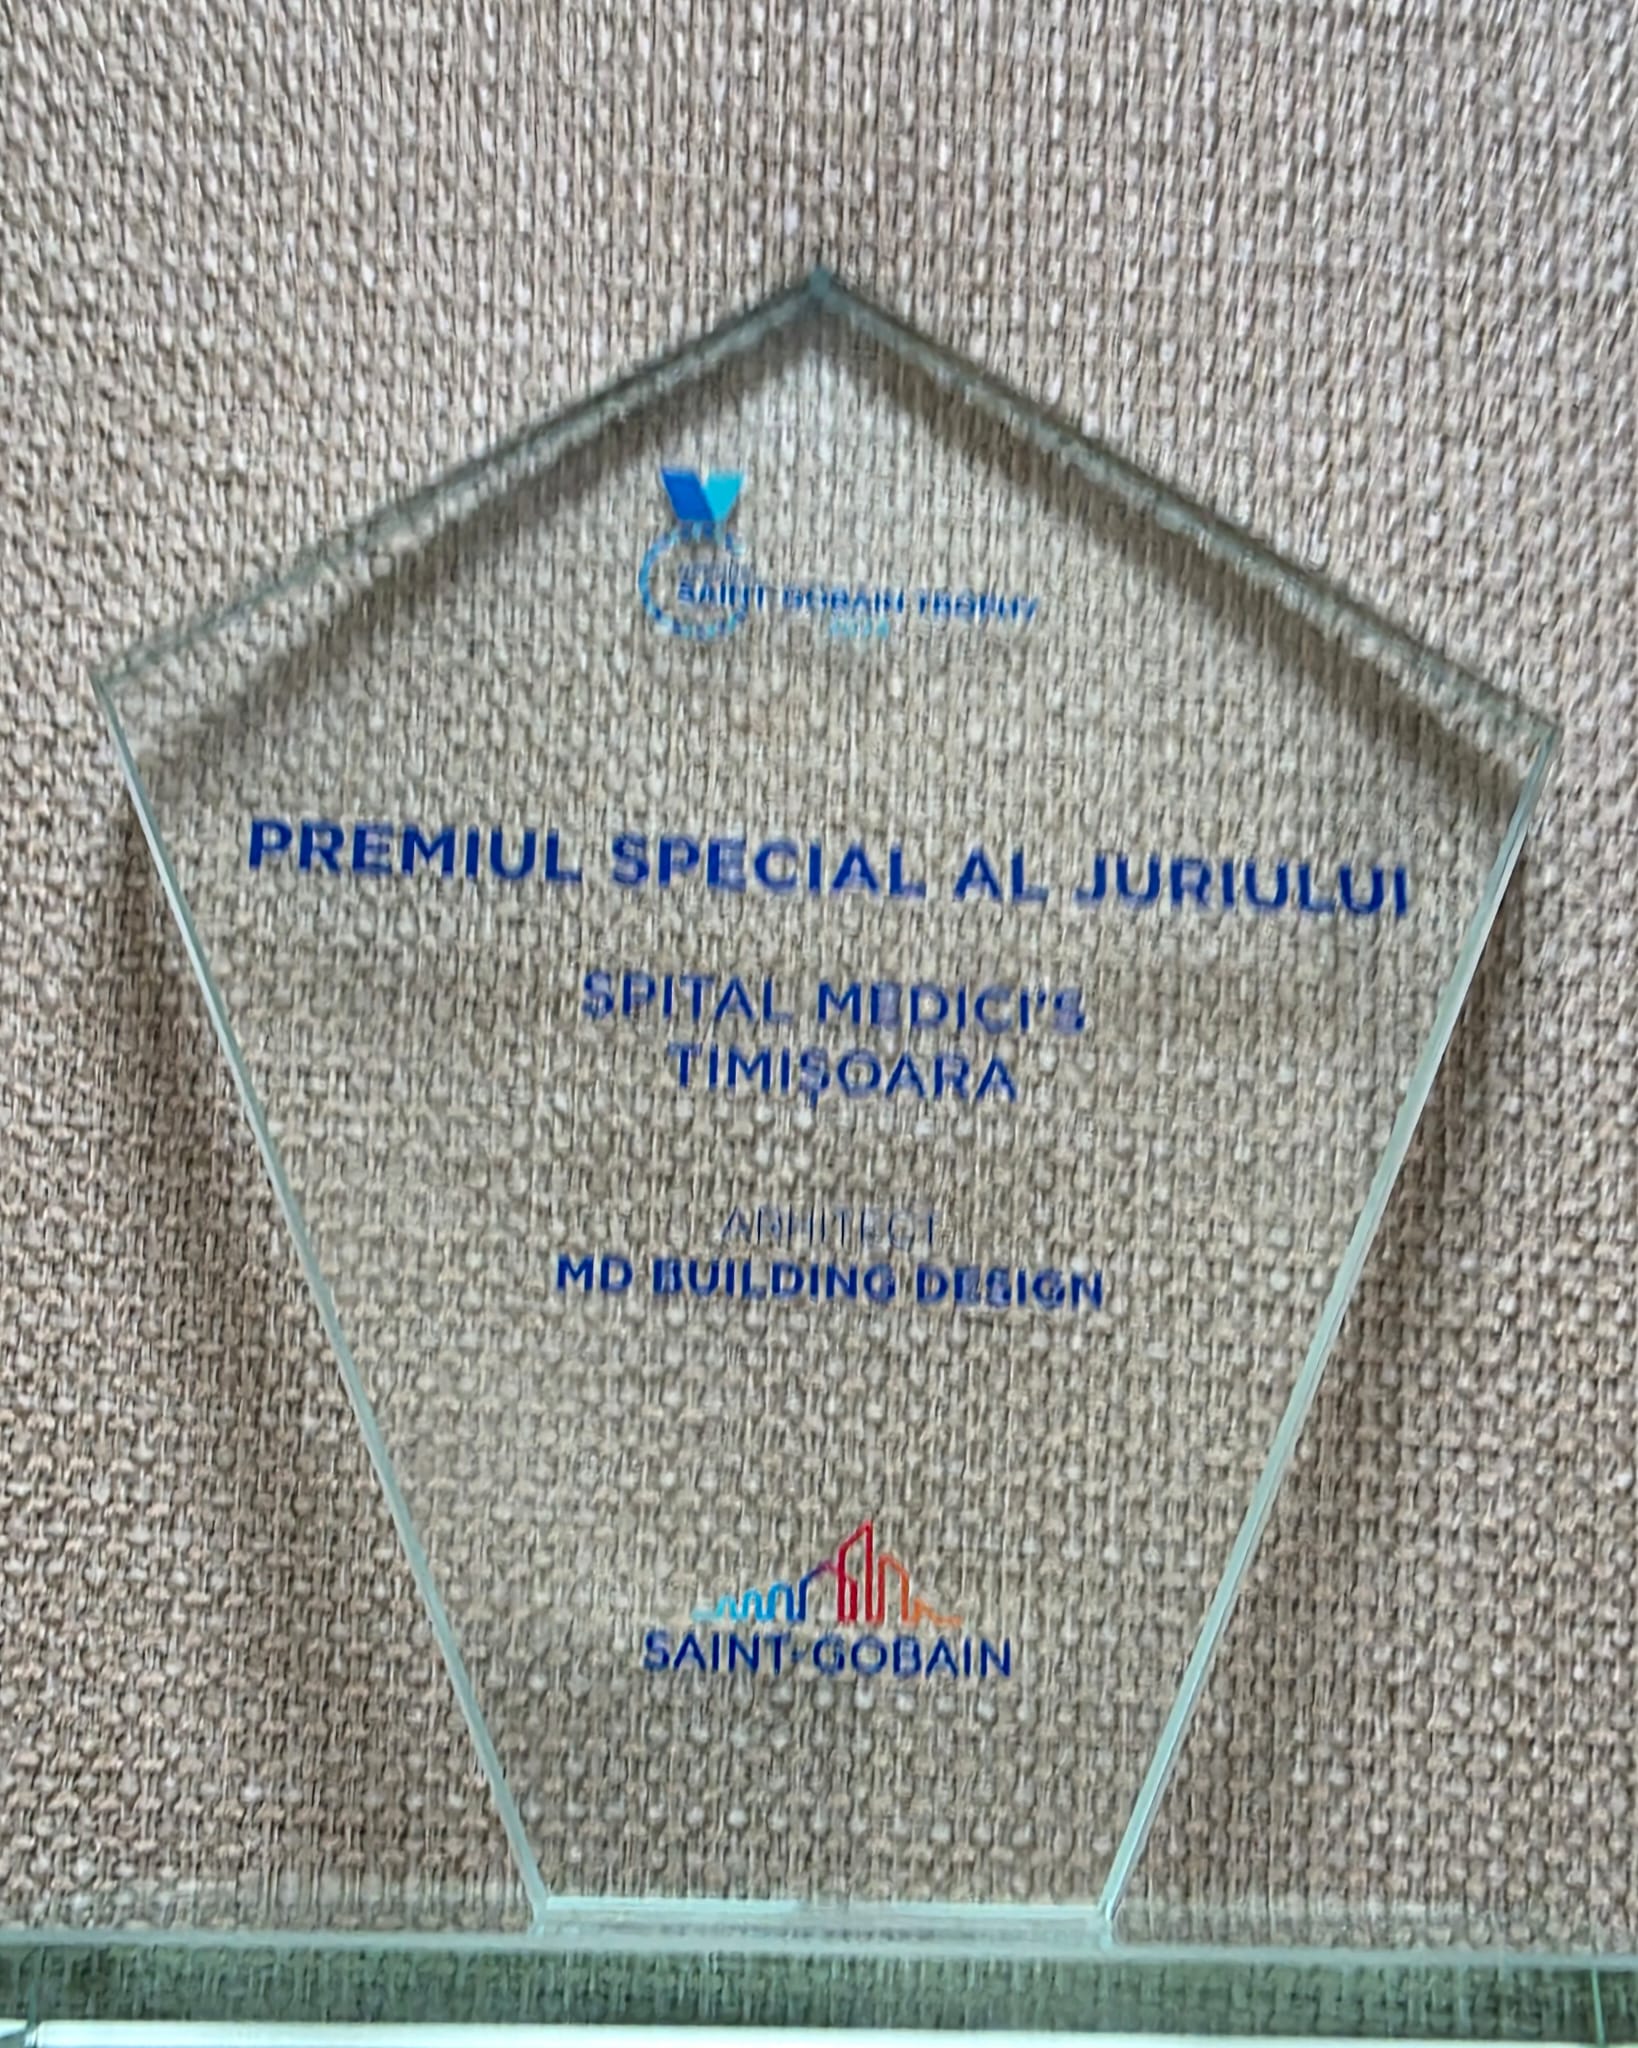 SAINT-GOBAIN TROPHY
PREMIUL SPECIAL AL JURIULUI
SPITAL MEDICI'S
TIMIȘOARA
ARHITECT
MD BUILDING DESIGN
SAINT-GOBAIN